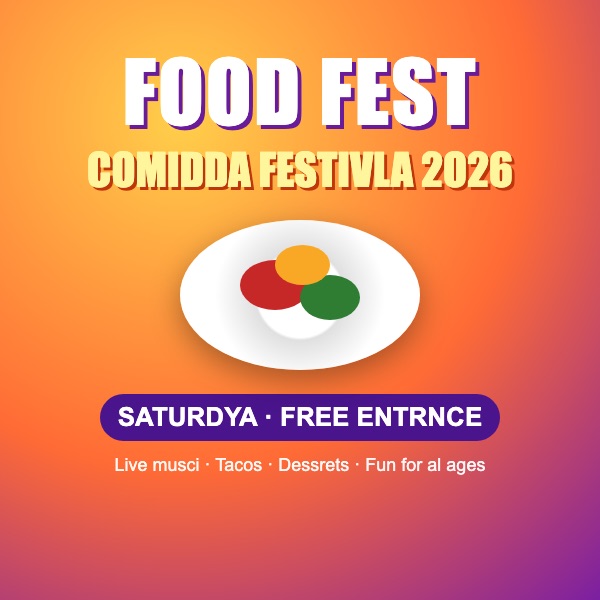 FOOD FEST
COMIDDA FESTIVLA 2026
SATURDYA · FREE ENTRNCE
Live musci · Tacos · Dessrets · Fun for al ages